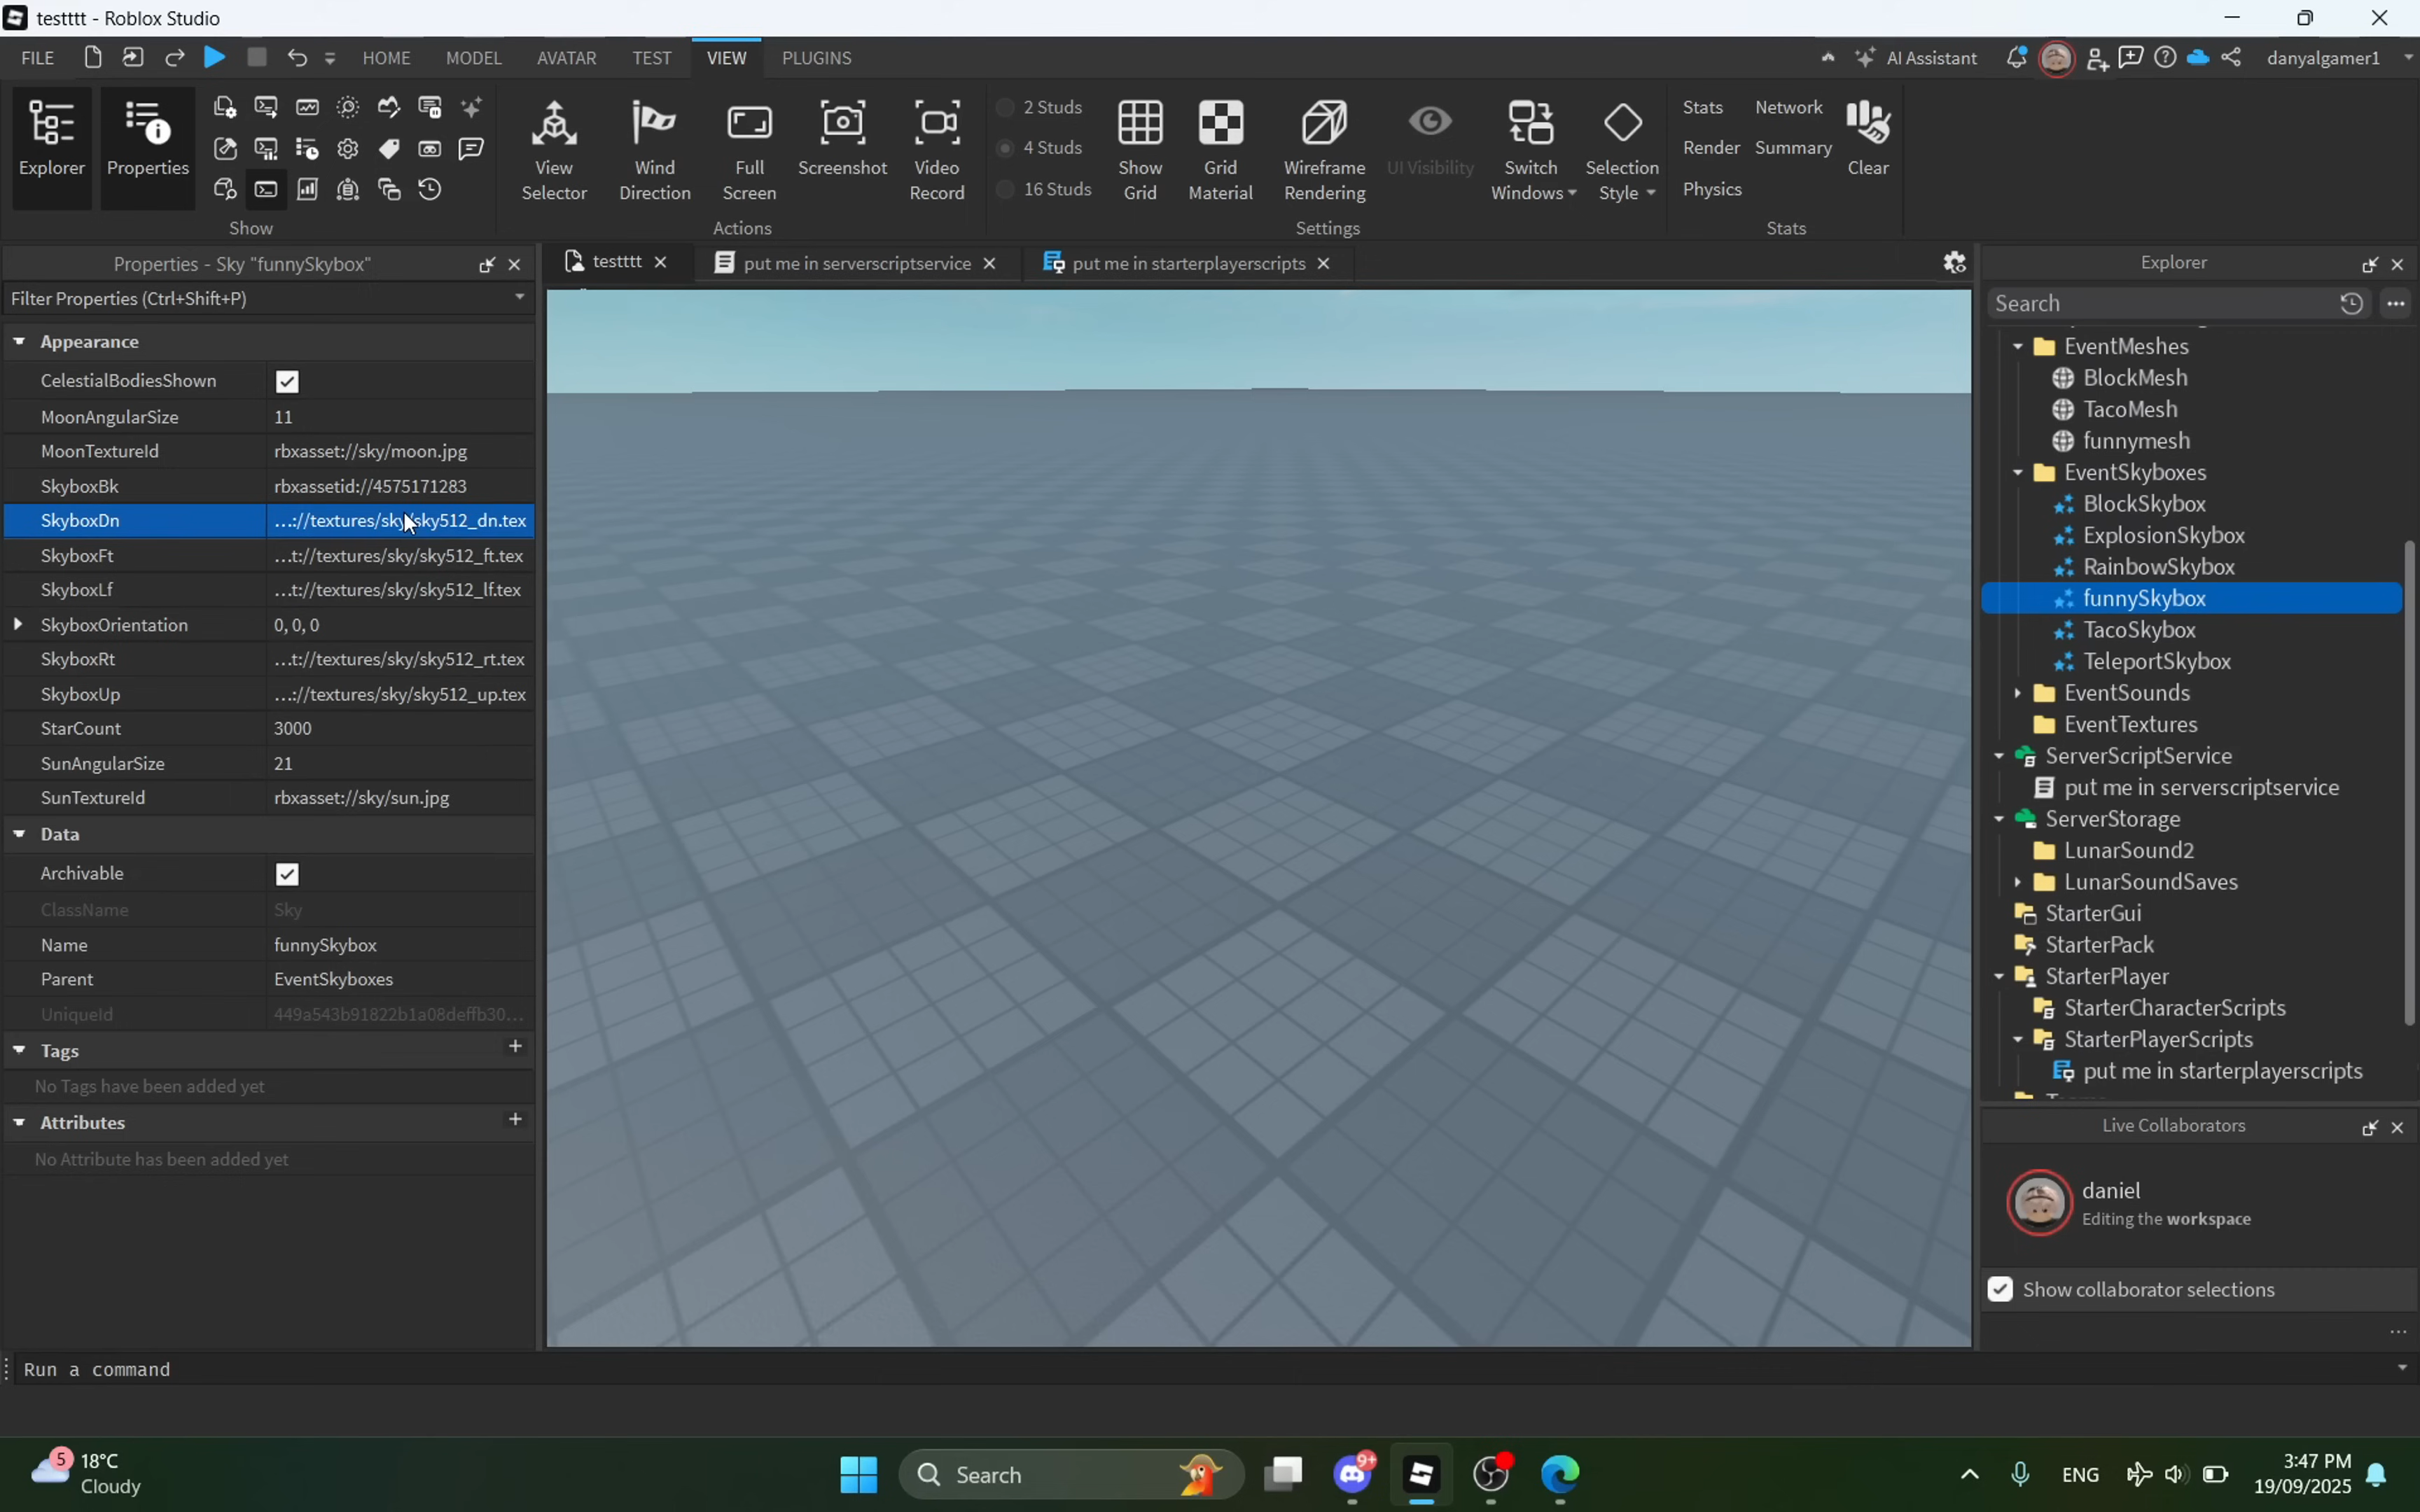 testttt - Roblox Studio
FILE HOME MODEL AVATAR TEST VIEW PLUGINS AI Assistant danyalgamer1
Explorer Properties View Selector Wind Direction Full Screen Screenshot Video Record
2 Studs
4 Studs
16 Studs
Show Grid Grid Material Wireframe Rendering UI Visibility Switch Windows Selection Style
Stats Network
Render Summary
Physics
Clear
Show Actions Settings Stats
Properties - Sky "funnySkybox"
Filter Properties (Ctrl+Shift+P)
Appearance
CelestialBodiesShown
MoonAngularSize 11
MoonTextureId rbxasset://sky/moon.jpg
SkyboxBk rbxassetid://4575171283
SkyboxDn ...://textures/sky/sky512_dn.tex
SkyboxFt ...t://textures/sky/sky512_ft.tex
SkyboxLf ...t://textures/sky/sky512_lf.tex
SkyboxOrientation 0, 0, 0
SkyboxRt ...t://textures/sky/sky512_rt.tex
SkyboxUp ...://textures/sky/sky512_up.tex
StarCount 3000
SunAngularSize 21
SunTextureId rbxasset://sky/sun.jpg
Data
Archivable
ClassName Sky
Name funnySkybox
Parent EventSkyboxes
UniqueId 449a543b91822b1a08deffb30...
Tags
No Tags have been added yet
Attributes
No Attribute has been added yet
testttt put me in serverscriptservice put me in starterplayerscripts
Explorer
Search
EventMeshes
BlockMesh
TacoMesh
funnymesh
EventSkyboxes
BlockSkybox
ExplosionSkybox
RainbowSkybox
funnySkybox
TacoSkybox
TeleportSkybox
EventSounds
EventTextures
ServerScriptService
put me in serverscriptservice
ServerStorage
LunarSound2
LunarSoundSaves
StarterGui
StarterPack
StarterPlayer
StarterCharacterScripts
StarterPlayerScripts
put me in starterplayerscripts
Live Collaborators
daniel
Editing the workspace
Show collaborator selections
Run a command
5 18°C
Cloudy
Search
9+
ENG
3:47 PM
19/09/2025